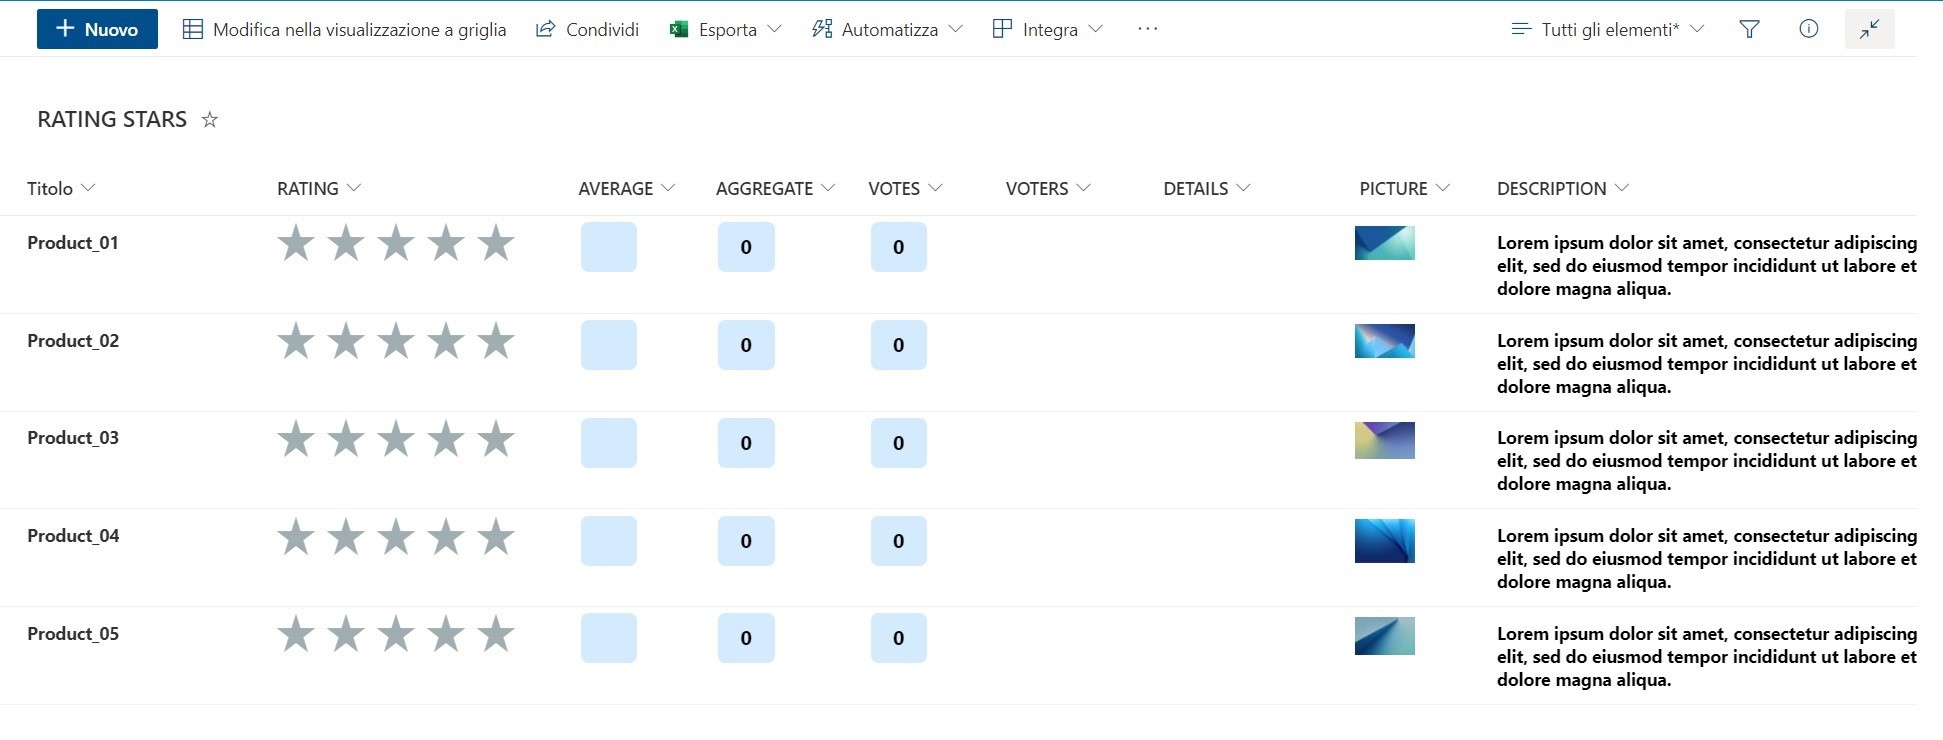 Nuovo Modifica nella visualizzazione a griglia Condividi Esporta Automatizza Integra ... Tutti gli elementi*
RATING STARS
Titolo RATING AVERAGE AGGREGATE VOTES VOTERS DETAILS PICTURE DESCRIPTION
Product_01 0 0 Lorem ipsum dolor sit amet, consectetur adipiscing
elit, sed do eiusmod tempor incididunt ut labore et
dolore magna aliqua.
Product_02 0 0 Lorem ipsum dolor sit amet, consectetur adipiscing
elit, sed do eiusmod tempor incididunt ut labore et
dolore magna aliqua.
Product_03 0 0 Lorem ipsum dolor sit amet, consectetur adipiscing
elit, sed do eiusmod tempor incididunt ut labore et
dolore magna aliqua.
Product_04 0 0 Lorem ipsum dolor sit amet, consectetur adipiscing
elit, sed do eiusmod tempor incididunt ut labore et
dolore magna aliqua.
Product_05 0 0 Lorem ipsum dolor sit amet, consectetur adipiscing
elit, sed do eiusmod tempor incididunt ut labore et
dolore magna aliqua.